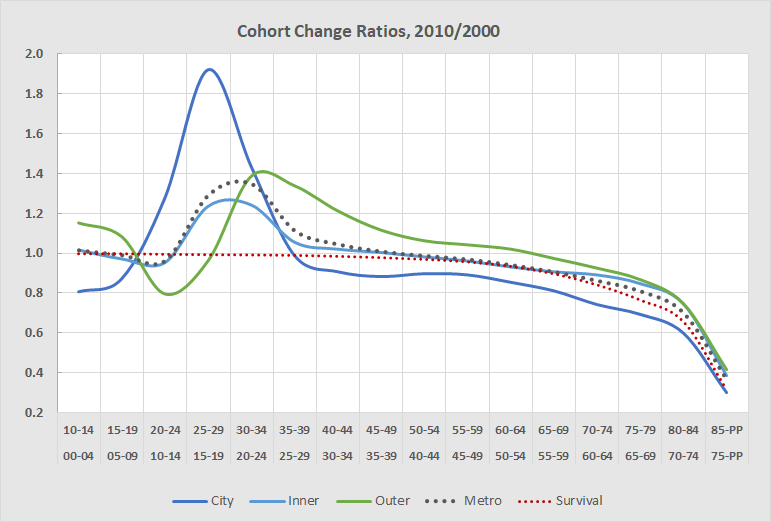 Cohort Change Ratios, 2010/2000
2.0
1.8
1.6
1.4
1.2
1.0
0.8
0.6
0.4
0.2
10-14 15-19 20-24 25-29 30-34 35-39 40-44 45-49 50-54 55-59 60-64 65-69 70-74 75-79 80-84 85-PP
00-04 05-09 10-14 15-19 20-24 25-29 30-34 35-39 40-44 45-49 50-54 55-59 60-64 65-69 70-74 75-PP
City Inner Outer Metro Survival